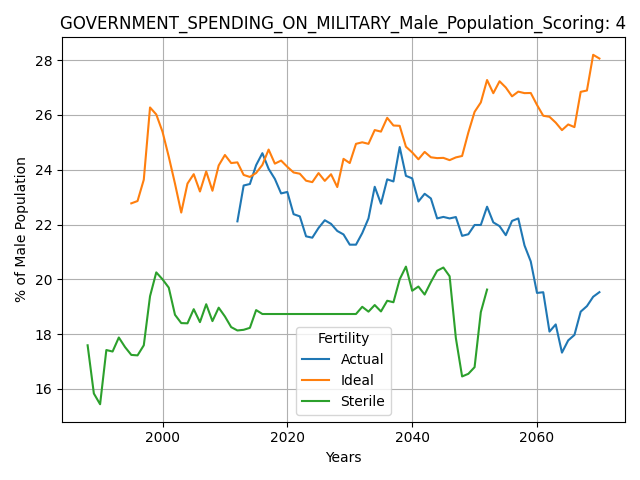 GOVERNMENT_SPENDING_ON_MILITARY_Male_Population_Scoring: 4
% of Male Population
28
26
24
22
20
18
16
Fertility
Actual
Ideal
Sterile
2000 2020 2040 2060
Years